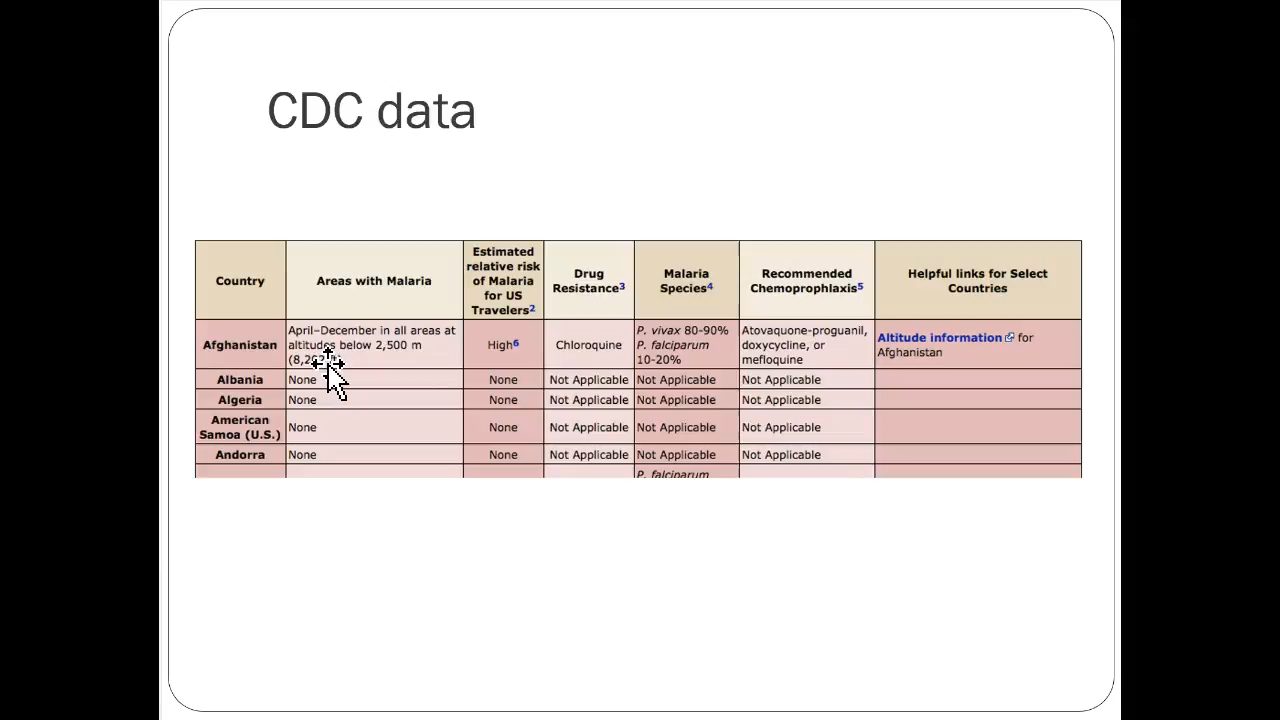 CDC data
Country
Areas with Malaria
Estimated
relative risk
of Malaria
for US
Travelers2
Drug
Resistance3
Malaria
Species4
Recommended
Chemoprophlaxis5
Helpful links for Select
Countries
Afghanistan
April–December in all areas at
altitudes below 2,500 m
High6
Chloroquine
P. vivax 80-90%
P. falciparum
10-20%
Atovaquone-proguanil,
doxycycline, or
mefloquine
Altitude information for
Afghanistan
Albania
None
None
Not Applicable
Not Applicable
Not Applicable
Algeria
None
None
Not Applicable
Not Applicable
Not Applicable
American
Samoa (U.S.)
None
None
Not Applicable
Not Applicable
Not Applicable
Andorra
None
None
Not Applicable
Not Applicable
Not Applicable
P. falciparum